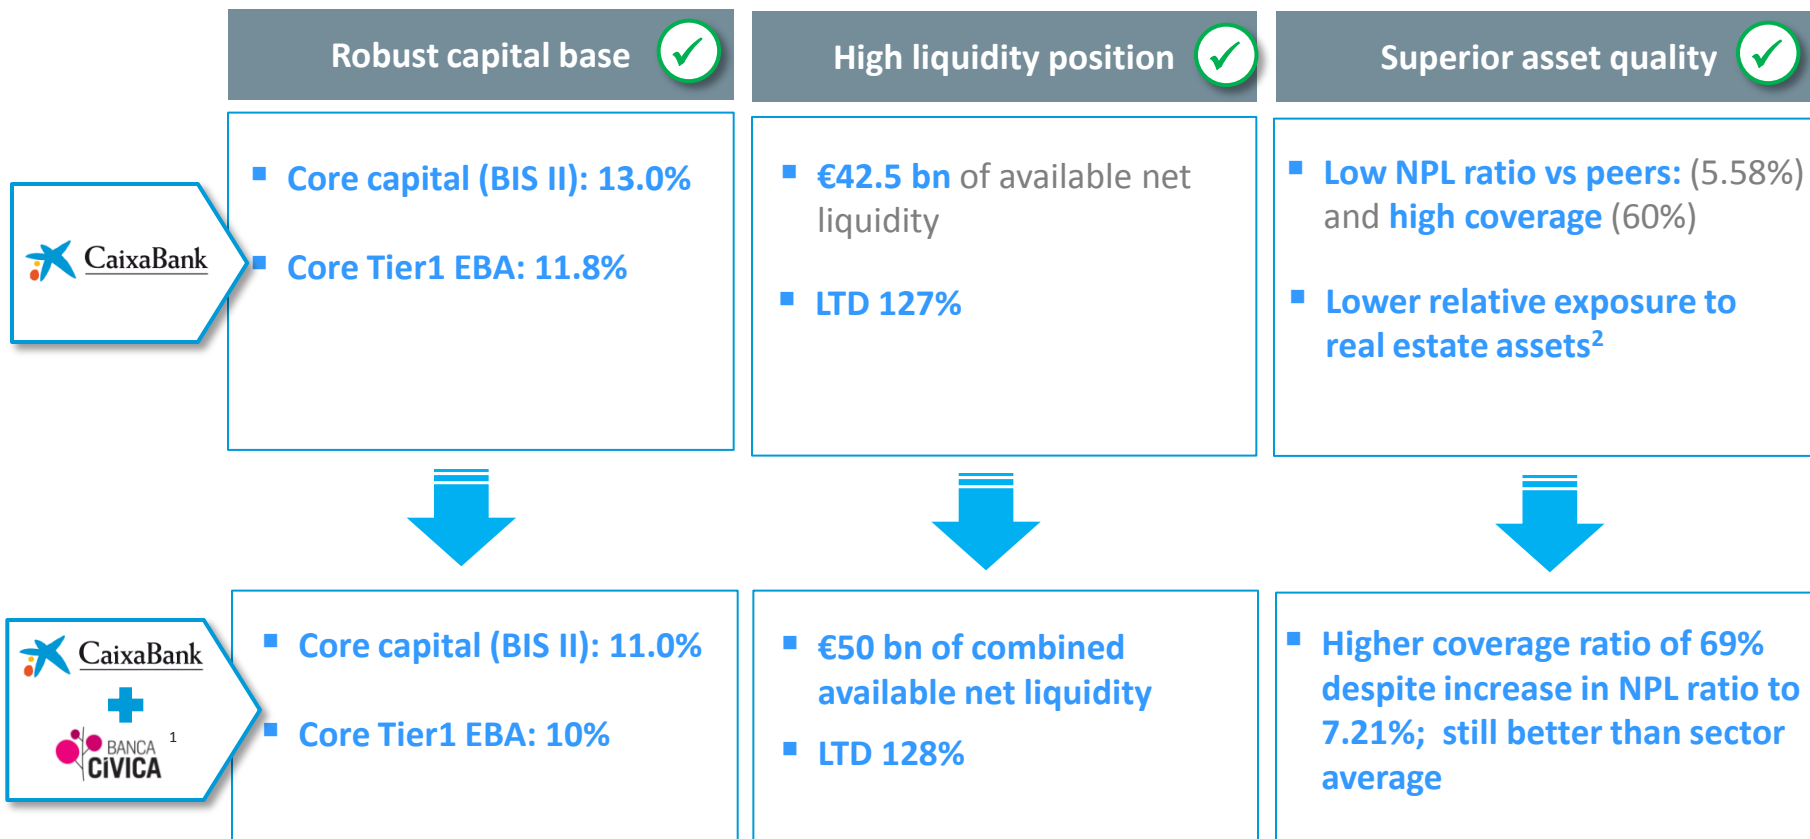 Robust capital base
High liquidity position
Superior asset quality
CaixaBank
▪ Core capital (BIS II): 13.0%
▪ Core Tier1 EBA: 11.8%
▪ €42.5 bn of available net
liquidity
▪ LTD 127%
▪ Low NPL ratio vs peers: (5.58%)
and high coverage (60%)
▪ Lower relative exposure to
real estate assets²
CaixaBank
BANCA 1
CÍVICA
▪ Core capital (BIS II): 11.0%
▪ Core Tier1 EBA: 10%
▪ €50 bn of combined
available net liquidity
▪ LTD 128%
▪ Higher coverage ratio of 69%
despite increase in NPL ratio to
7.21%;  still better than sector
average